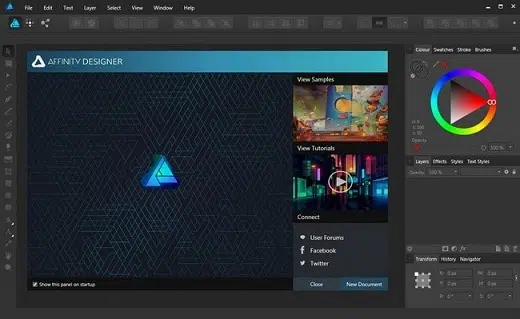 File Edit Text Layer Select View Window Help
AFFINITY DESIGNER
View Samples
View Tutorials
Connect
User Forums
Facebook
Twitter
Show this panel on startup
Close New Document
Colour Swatches Stroke Brushes
Opacity
100 %
Layers Effects Styles Text Styles
Opacity: 100 %
Transform History Navigator
X: 0 px W: 0 px
Y: 0 px H: 0 px
R: 0 ° S: 0 °